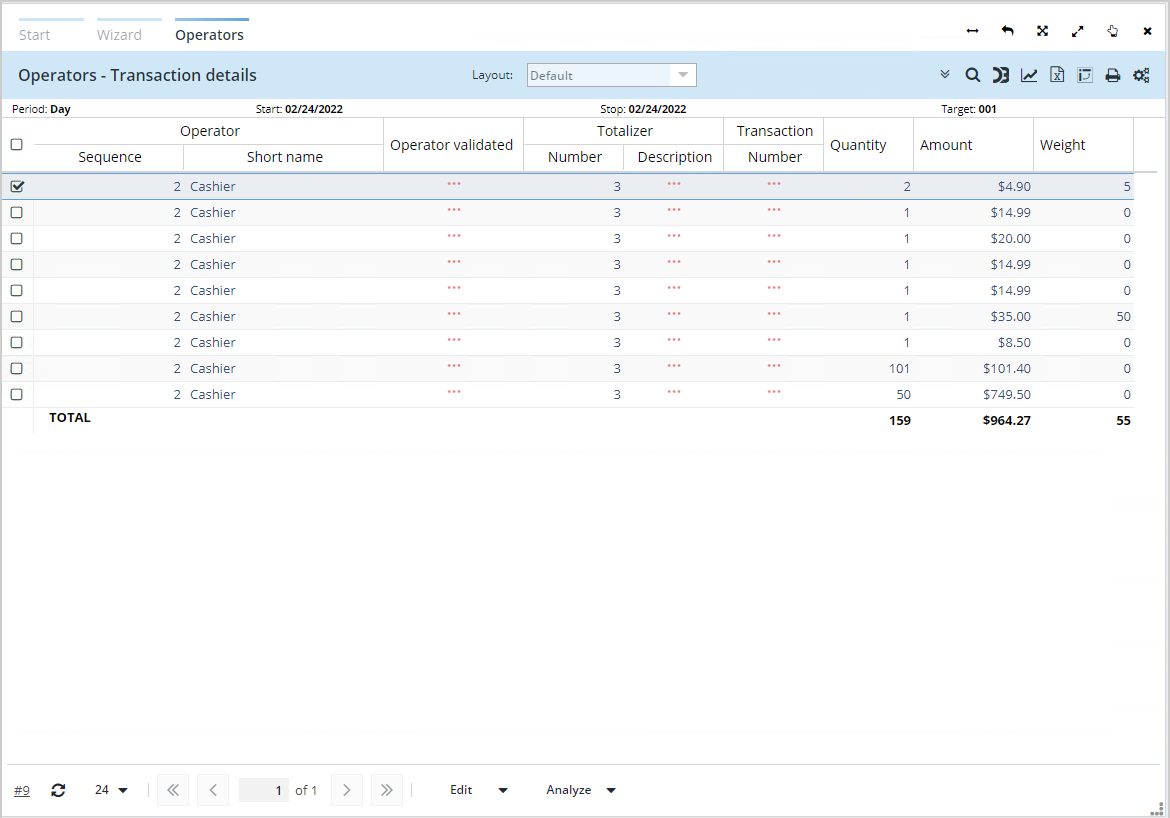 Start Wizard Operators
Operators - Transaction details Layout: Default
Period: Day Start: 02/24/2022 Stop: 02/24/2022 Target: 001
Operator Operator validated Totalizer Transaction Quantity Amount Weight
Sequence Short name Number Description Number
2 Cashier *** 3 *** *** 2 $4.90 5
2 Cashier *** 3 *** *** 1 $14.99 0
2 Cashier *** 3 *** *** 1 $20.00 0
2 Cashier *** 3 *** *** 1 $14.99 0
2 Cashier *** 3 *** *** 1 $14.99 0
2 Cashier *** 3 *** *** 1 $35.00 50
2 Cashier *** 3 *** *** 1 $8.50 0
2 Cashier *** 3 *** *** 101 $101.40 0
2 Cashier *** 3 *** *** 50 $749.50 0
TOTAL 159 $964.27 55
#9 24 1 of 1 Edit Analyze